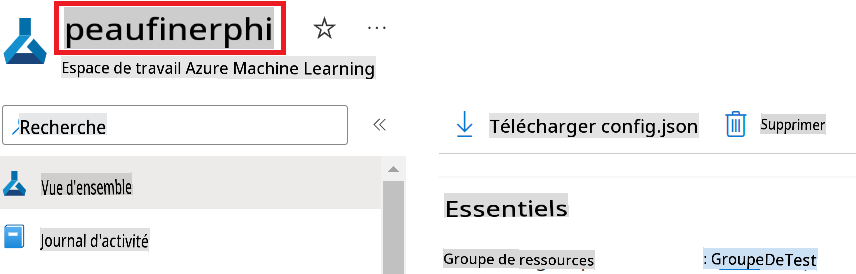 peaufinerphi
Espace de travail Azure Machine Learning
Recherche
Télécharger config.json
Supprimer
Vue d'ensemble
Essentiels
Journal d'activité
Groupe de ressources : GroupeDeTest